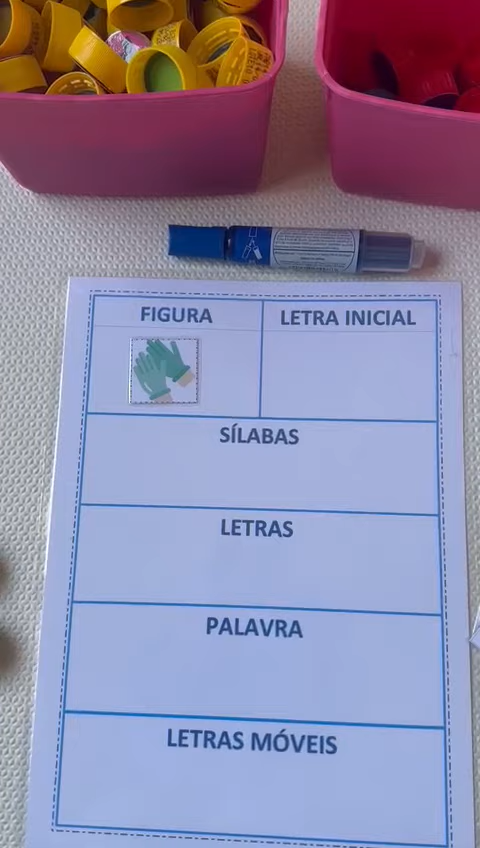 FIGURA
LETRA INICIAL
SÍLABAS
LETRAS
PALAVRA
LETRAS MÓVEIS